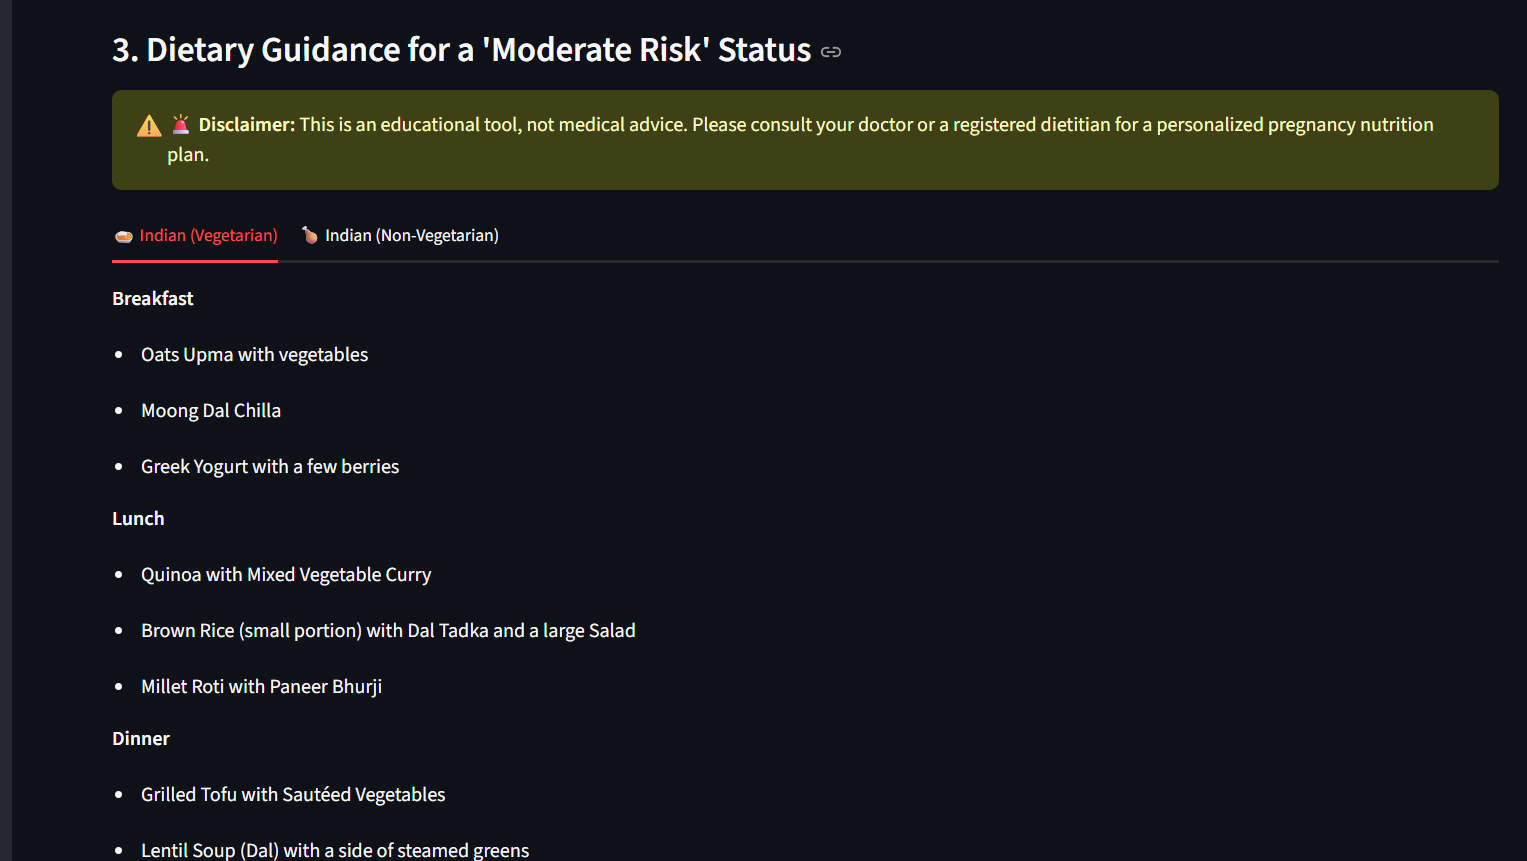 3. Dietary Guidance for a 'Moderate Risk' Status
Disclaimer: This is an educational tool, not medical advice. Please consult your doctor or a registered dietitian for a personalized pregnancy nutrition
plan.
Indian (Vegetarian) Indian (Non-Vegetarian)
Breakfast
Oats Upma with vegetables
Moong Dal Chilla
Greek Yogurt with a few berries
Lunch
Quinoa with Mixed Vegetable Curry
Brown Rice (small portion) with Dal Tadka and a large Salad
Millet Roti with Paneer Bhurji
Dinner
Grilled Tofu with Sautéed Vegetables
Lentil Soup (Dal) with a side of steamed greens